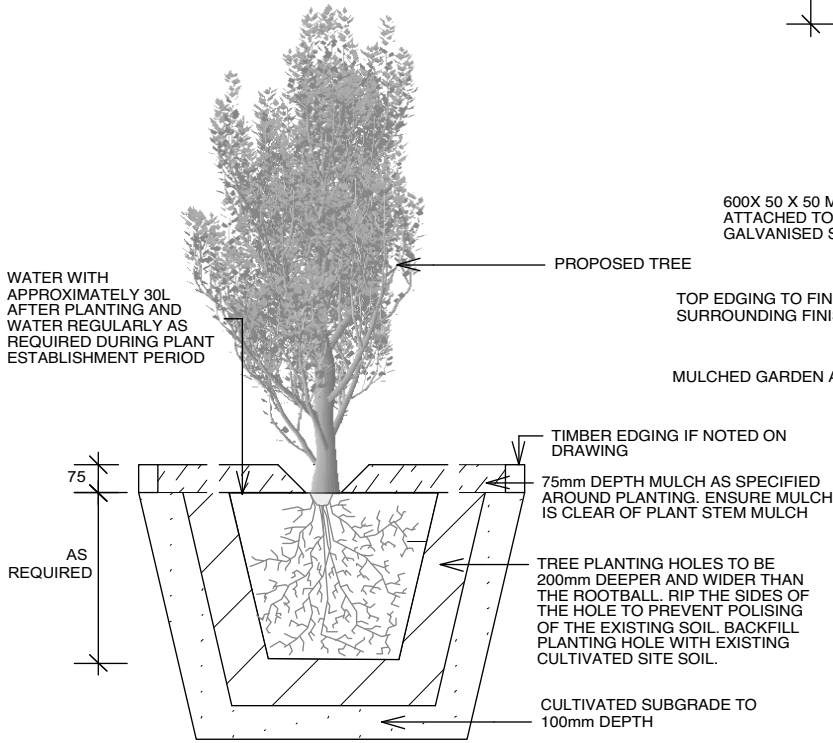 600X 50 X 50 M
ATTACHED TO
GALVANISED S
PROPOSED TREE
WATER WITH
APPROXIMATELY 30L
AFTER PLANTING AND
WATER REGULARLY AS
REQUIRED DURING PLANT
ESTABLISHMENT PERIOD
TOP EDGING TO FIN
SURROUNDING FINI
MULCHED GARDEN A
TIMBER EDGING IF NOTED ON
DRAWING
75
75mm DEPTH MULCH AS SPECIFIED
AROUND PLANTING. ENSURE MULCH
IS CLEAR OF PLANT STEM MULCH
AS
REQUIRED
TREE PLANTING HOLES TO BE
200mm DEEPER AND WIDER THAN
THE ROOTBALL. RIP THE SIDES OF
THE HOLE TO PREVENT POLISING
OF THE EXISTING SOIL. BACKFILL
PLANTING HOLE WITH EXISTING
CULTIVATED SITE SOIL.
CULTIVATED SUBGRADE TO
100mm DEPTH